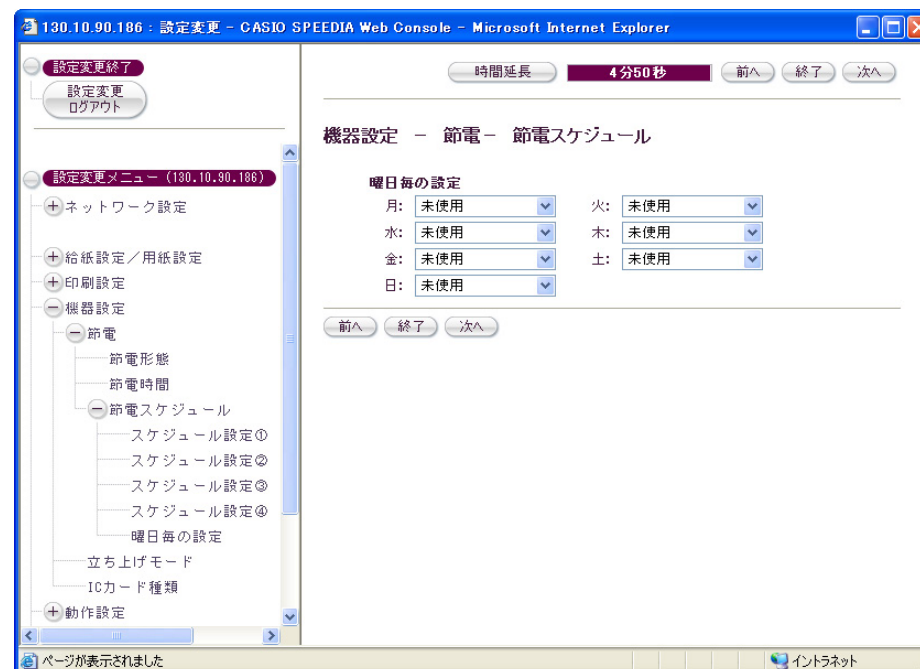 130.10.90.186 : 設定変更 - CASIO SPEEDIA Web Console - Microsoft Internet Explorer
設定変更終了
設定変更
ログアウト
設定変更メニュー (130.10.90.186)
ネットワーク設定
給紙設定／用紙設定
印刷設定
機器設定
節電
節電形態
節電時間
節電スケジュール
スケジュール設定①
スケジュール設定②
スケジュール設定③
スケジュール設定④
曜日毎の設定
立ち上げモード
ICカード種類
動作設定
時間延長 4分50秒 前へ 終了 次へ
機器設定 － 節電－ 節電スケジュール
曜日毎の設定
月: 未使用 火: 未使用
水: 未使用 木: 未使用
金: 未使用 土: 未使用
日: 未使用
前へ 終了 次へ
ページが表示されました イントラネット